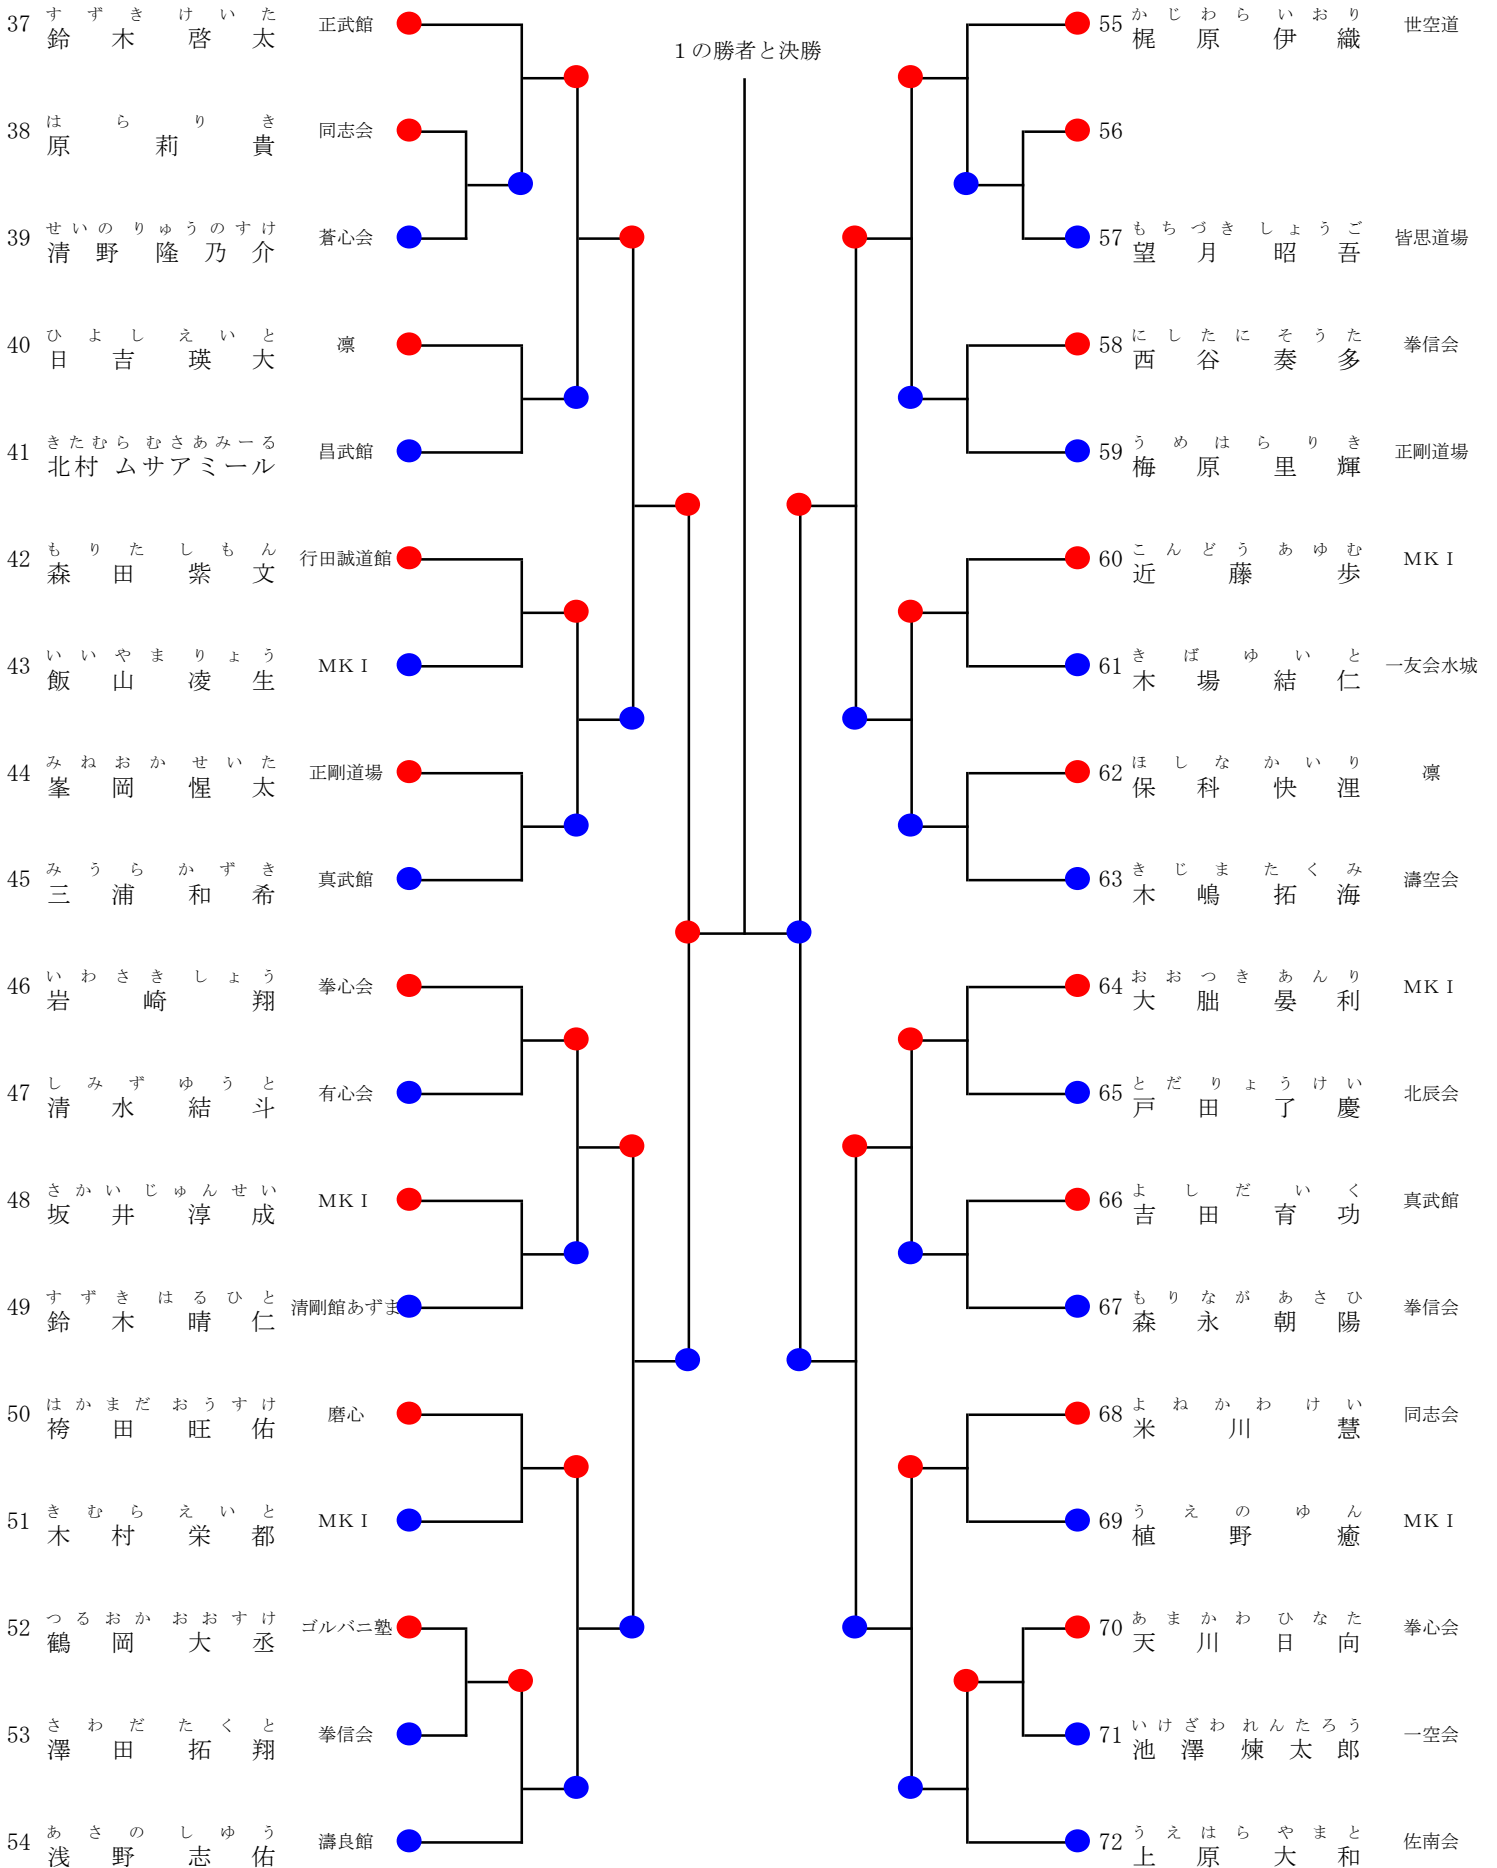 １の勝者と決勝
すずき けいた
37 鈴木 啓太 正武館
はら りき
38 原 莉貴 同志会
せいの りゅうのすけ
39 清野 隆乃介 蒼心会
ひよし えいと
40 日吉 瑛大 凛
きたむら むさあみーる
41 北村 ムサアミール 昌武館
もりた しもん
42 森田 紫文 行田誠道館
いいやま りょう
43 飯山 凌生 MKI
みねおか せいた
44 峯岡 惺太 正剛道場
みうら かずき
45 三浦 和希 真武館
いわさき しょう
46 岩崎 翔 拳心会
しみず ゆうと
47 清水 結斗 有心会
さかい じゅんせい
48 坂井 淳成 MKI
すずき はるひと
49 鈴木 晴仁 清剛館あずま
はかまだ おうすけ
50 袴田 旺佑 磨心
きむら えいと
51 木村 栄都 MKI
つるおか おおすけ
52 鶴岡 大丞 ゴルバニ塾
さわだ たくと
53 澤田 拓翔 拳信会
あさの しゆう
54 浅野 志佑 濤良館
かじわら いおり
55 梶原 伊織 世空道
56
もちづき しょうご
57 望月 昭吾 皆思道場
にしたに そうた
58 西谷 奏多 拳信会
うめはら りき
59 梅原 里輝 正剛道場
こんどう あゆむ
60 近藤 歩 MKI
きば ゆいと
61 木場 結仁 一友会水城
ほしな かいり
62 保科 快浬 凛
きじま たくみ
63 木嶋 拓海 濤空会
おおつき あんり
64 大朏 晏利 MKI
とだ りょうけい
65 戸田 了慶 北辰会
よしだ いく
66 吉田 育功 真武館
もりなが あさひ
67 森永 朝陽 拳信会
よねかわ けい
68 米川 慧 同志会
うえの ゆん
69 植野 癒 MKI
あまかわ ひなた
70 天川 日向 拳心会
いけざわ れんたろう
71 池澤 煉太郎 一空会
うえはら やまと
72 上原 大和 佐南会